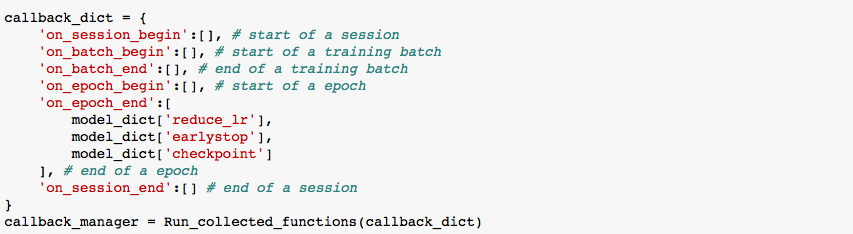 callback_dict = {
    'on_session_begin':[], # start of a session
    'on_batch_begin':[], # start of a training batch
    'on_batch_end':[], # end of a training batch
    'on_epoch_begin':[], # start of a epoch
    'on_epoch_end':[
        model_dict['reduce_lr'],
        model_dict['earlystop'],
        model_dict['checkpoint']
    ], # end of a epoch
    'on_session_end':[] # end of a session
}
callback_manager = Run_collected_functions(callback_dict)